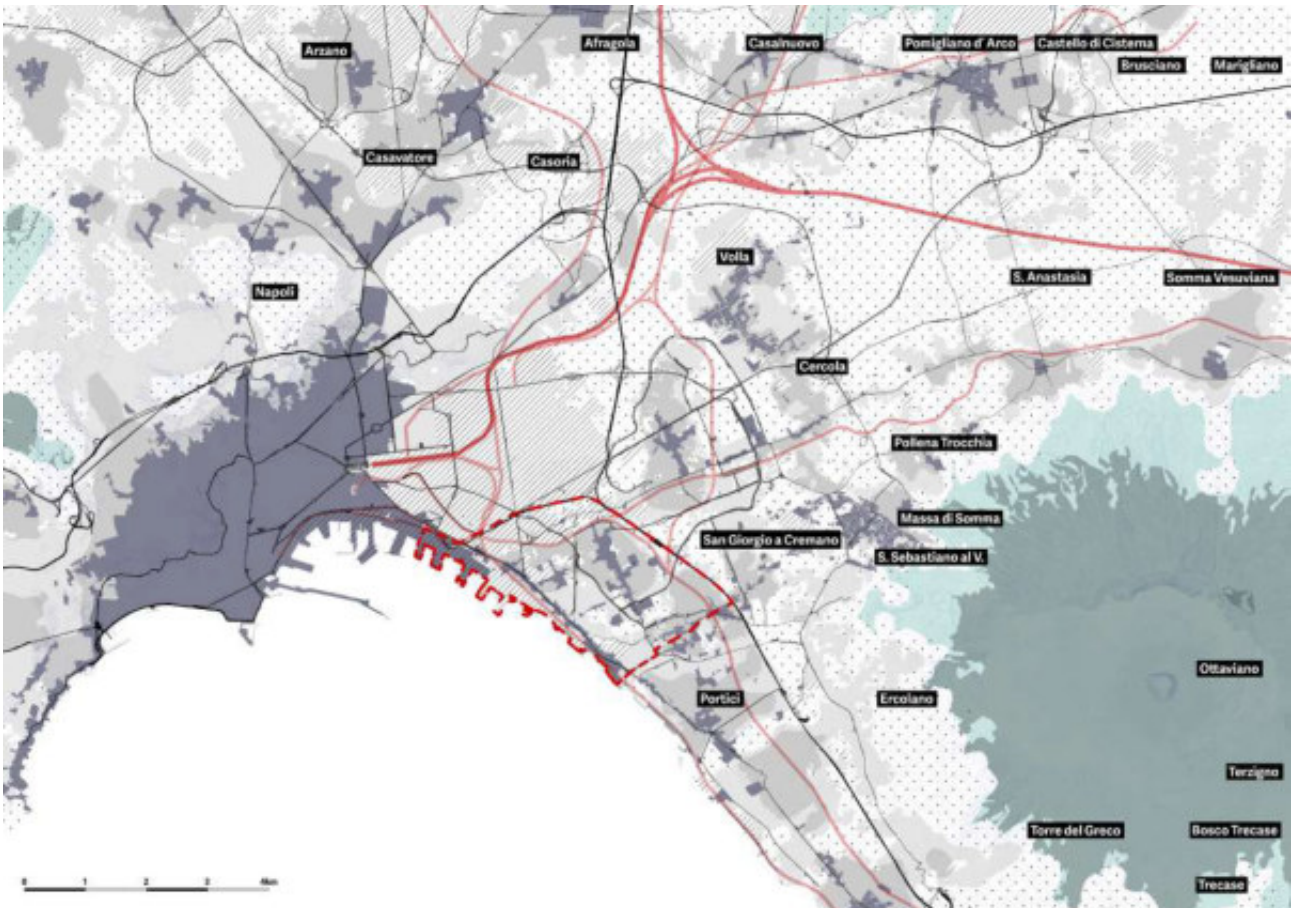 Arzano
Afragola
Casalnuovo
Pomigliano d'Arco
Castello di Cisterna
Brusciano
Marigliano
Casavatore
Casoria
Volla
Napoli
S. Anastasia
Somma Vesuviana
Cercola
Pollena Trocchia
Massa di Somma
San Giorgio a Cremano
S. Sebastiano al V.
Ottaviano
Portici
Ercolano
Terzigno
Torre del Greco
Bosco Trecase
Trecase
0 1 2 3 4km